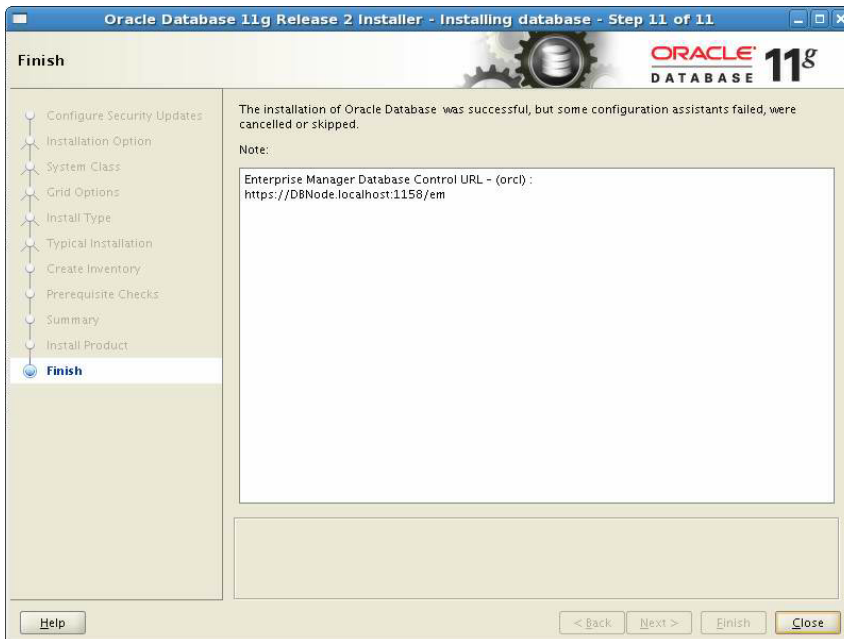 Oracle Database 11g Release 2 Installer - Installing database - Step 11 of 11
Finish
ORACLE
DATABASE
11g
Configure Security Updates
Installation Option
System Class
Grid Options
Install Type
Typical Installation
Create Inventory
Prerequisite Checks
Summary
Install Product
Finish
The installation of Oracle Database was successful, but some configuration assistants failed, were
cancelled or skipped.
Note:
Enterprise Manager Database Control URL - (orcl) :
https://DBNode.localhost:1158/em
Help
< Back
Next >
Finish
Close